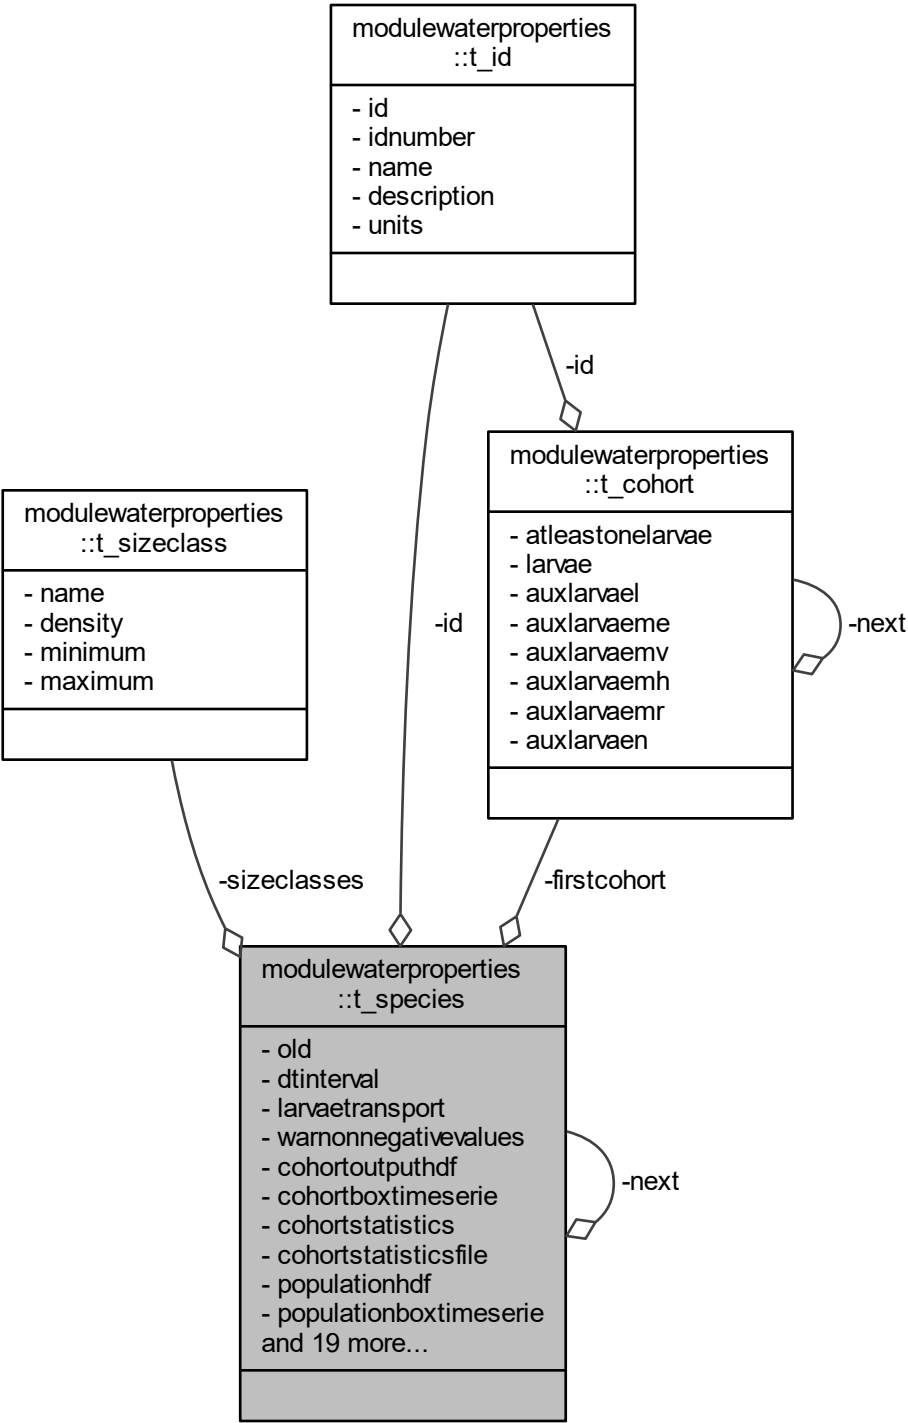 modulewaterproperties
::t_id
- id
- idnumber
- name
- description
- units
-id
modulewaterproperties
::t_cohort
- atleastonelarvae
- larvae
- auxlarvael
- auxlarvaeme
- auxlarvaemv
- auxlarvaemh
- auxlarvaemr
- auxlarvaen
-next
modulewaterproperties
::t_sizeclass
- name
- density
- minimum
- maximum
-id
-sizeclasses
-firstcohort
modulewaterproperties
::t_species
- old
- dtinterval
- larvaetransport
- warnonnegativevalues
- cohortoutputhdf
- cohortboxtimeserie
- cohortstatistics
- cohortstatisticsfile
- populationhdf
- populationboxtimeserie
and 19 more...
-next